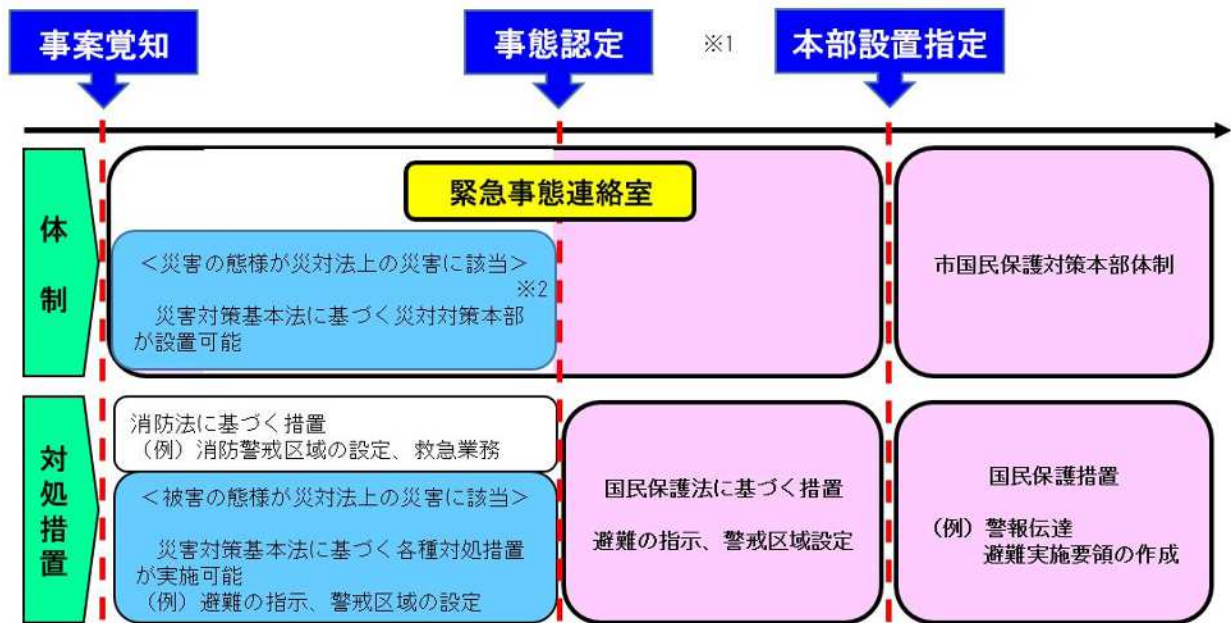 事案覚知
事態認定
※1
本部設置指定
体制
緊急事態連絡室
＜災害の態様が災対法上の災害に該当＞
※2
災害対策基本法に基づく災対対策本部
が設置可能
市国民保護対策本部体制
対処措置
消防法に基づく措置
（例）消防警戒区域の設定、救急業務
＜被害の態様が災対法上の災害に該当＞
災害対策基本法に基づく各種対処措置
が実施可能
（例）避難の指示、警戒区域の設定
国民保護法に基づく措置
避難の指示、警戒区域設定
国民保護措置
（例）警報伝達
避難実施要領の作成